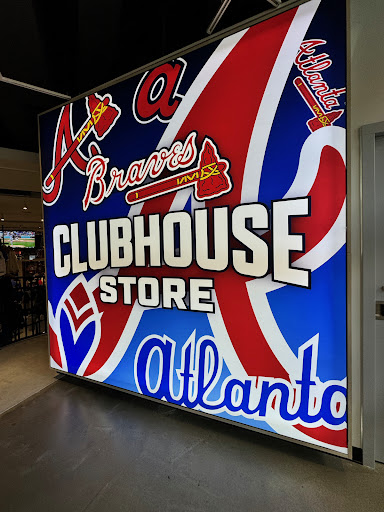 A
a
Atlanta
Braves
CLUBHOUSE
STORE
A
Atlanta